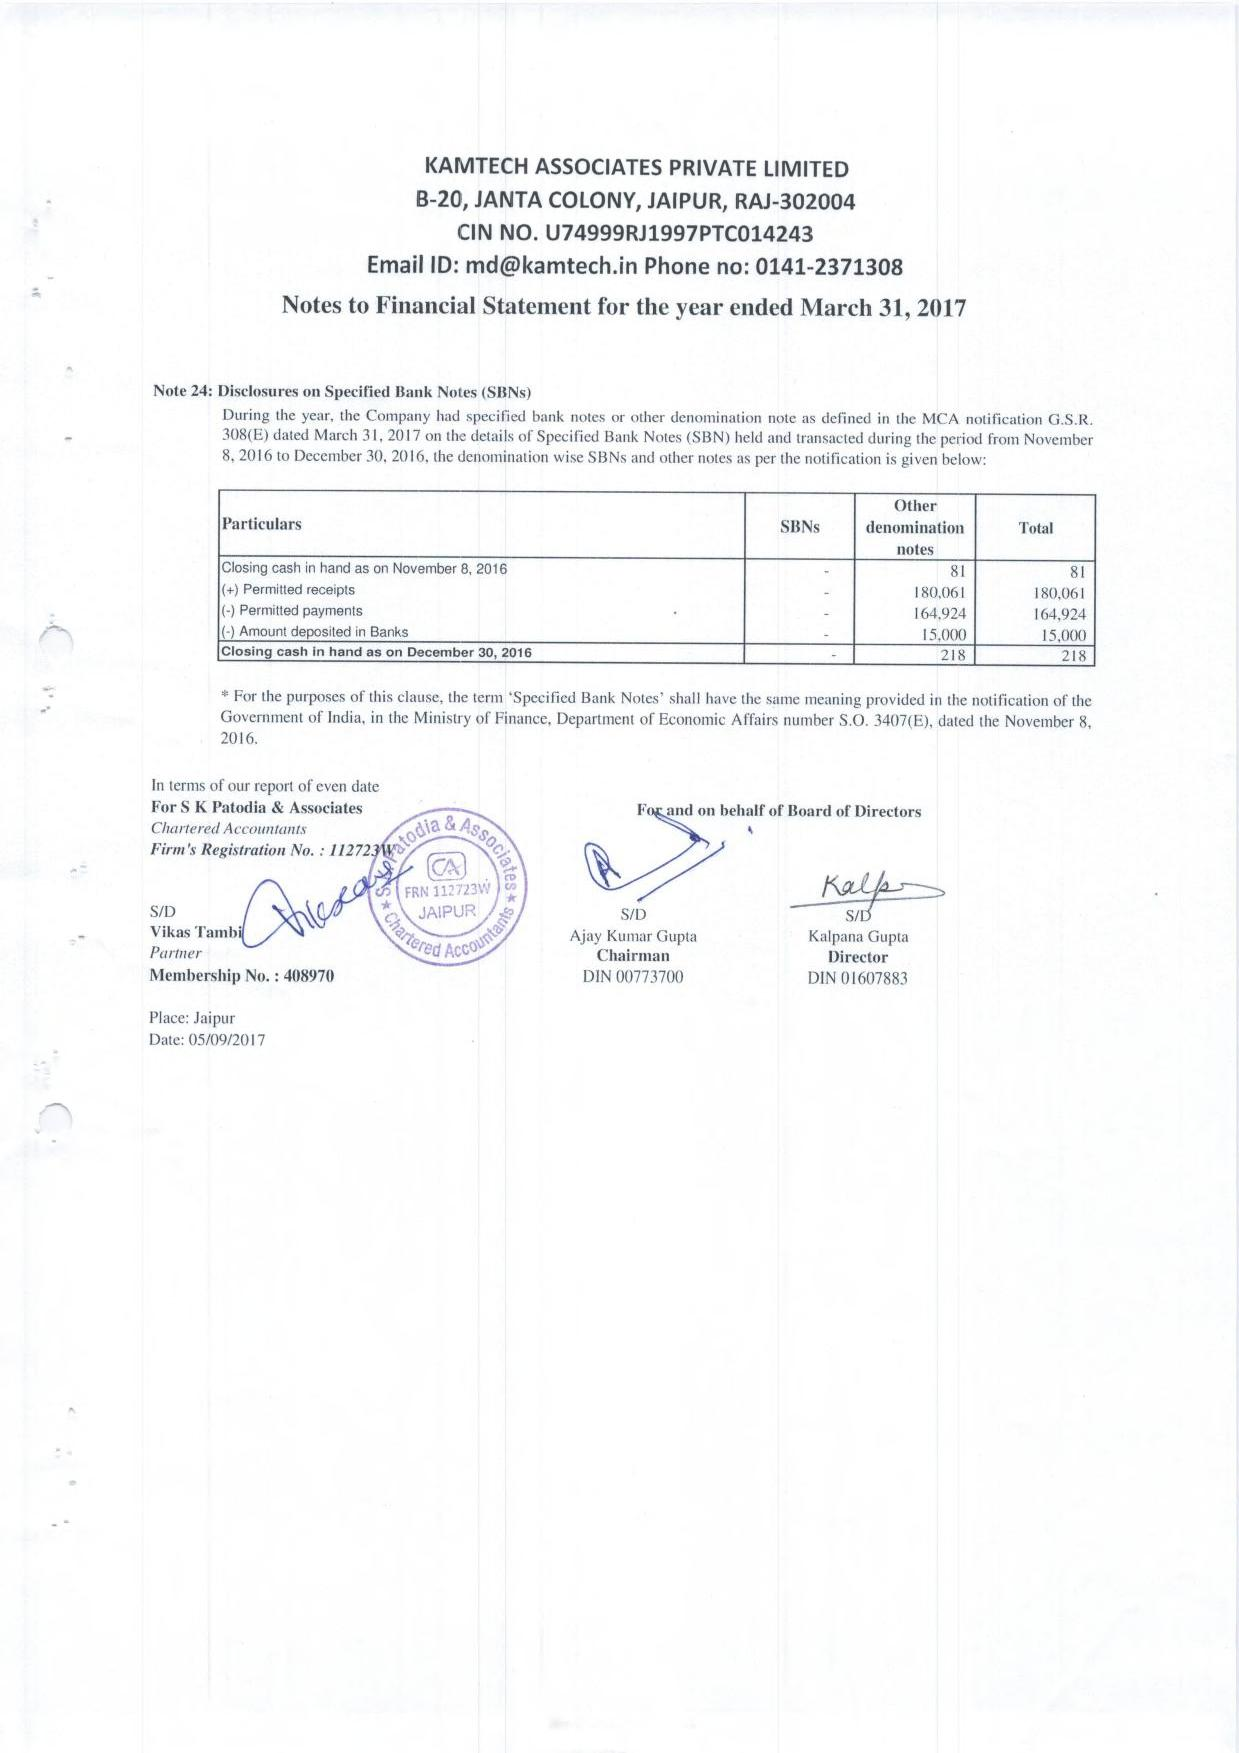 KAMTECH ASSOCIATES PRIVATE LIMITED
B-20, JANTA COLONY, JAIPUR, RAJ-302004
CIN NO. U74999RJ1997PTC014243
Email ID: md@kamtech.in Phone no: 0141-2371308
Notes to Financial Statement for the year ended March 31, 2017
Note 24: Disclosures on Specified Bank Notes (SBNs)
During the year, the Company had specified bank notes or other denomination note as defined in the MCA notification G.S.R.
308(E) dated March 31, 2017 on the details of Specified Bank Notes (SBN) held and transacted during the period from November
8, 2016 to December 30, 2016, the denomination wise SBNs and other notes as per the notification is given below:
Particulars SBNs Other denomination notes Total
Closing cash in hand as on November 8, 2016 - 81 81
(+) Permitted receipts - 180,061 180,061
(-) Permitted payments - 164,924 164,924
(-) Amount deposited in Banks - 15,000 15,000
Closing cash in hand as on December 30, 2016 - 218 218
* For the purposes of this clause, the term ‘Specified Bank Notes’ shall have the same meaning provided in the notification of the
Government of India, in the Ministry of Finance, Department of Economic Affairs number S.O. 3407(E), dated the November 8,
2016.
In terms of our report of even date
For S K Patodia & Associates
Chartered Accountants
Firm's Registration No. : 112723W
S/D
Vikas Tambi
Partner
Membership No. : 408970
Place: Jaipur
Date: 05/09/2017
Patodia & Associates
CA
FRN 112723W
JAIPUR
Chartered Accountants
For and on behalf of Board of Directors
S/D
Ajay Kumar Gupta
Chairman
DIN 00773700
S/D
Kalpana Gupta
Director
DIN 01607883